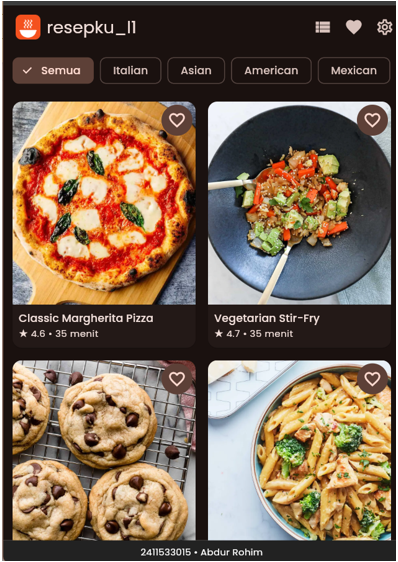 resepku_l1
Semua
Italian
Asian
American
Mexican
Classic Margherita Pizza
★ 4.6 • 35 menit
Vegetarian Stir-Fry
★ 4.7 • 35 menit
2411533015 • Abdur Rohim